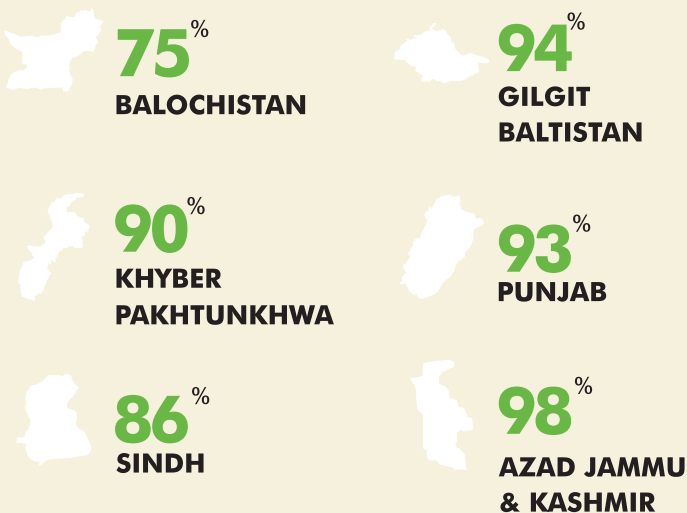 75%
BALOCHISTAN
94%
GILGIT
BALTISTAN
90%
KHYBER
PAKHTUNKHWA
93%
PUNJAB
86%
SINDH
98%
AZAD JAMMU
& KASHMIR